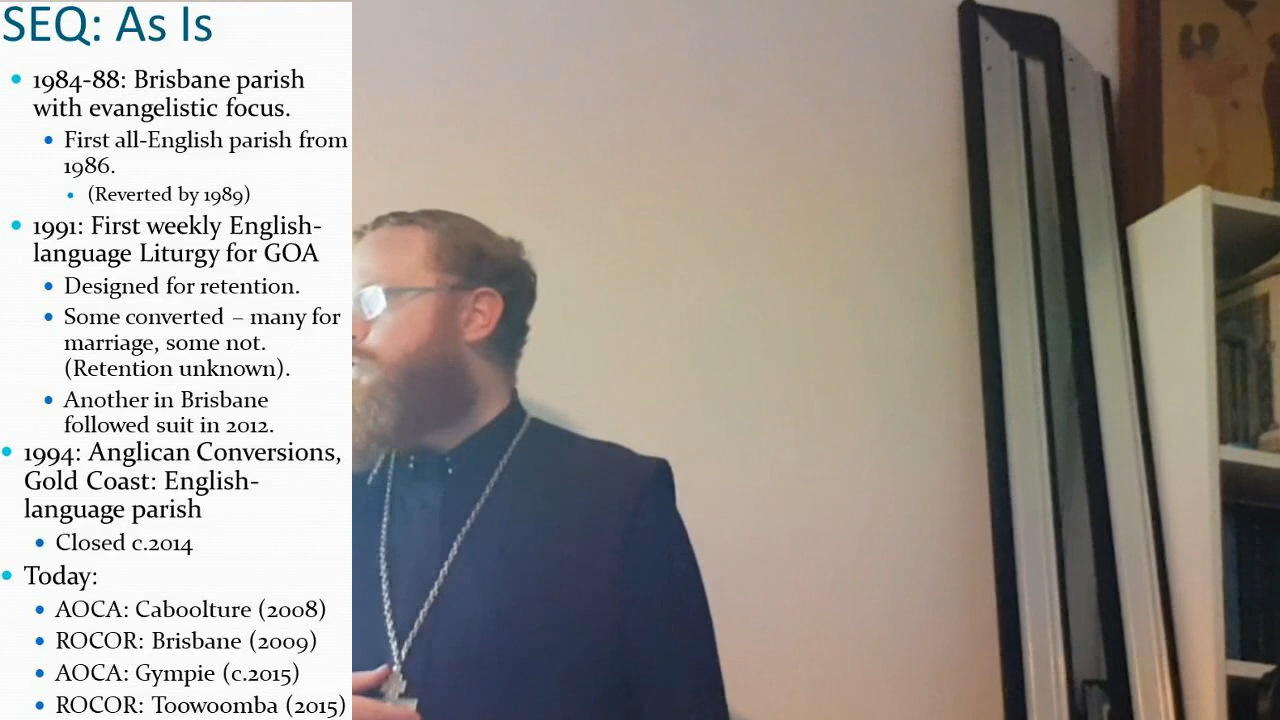 SEQ: As Is
1984-88: Brisbane parish
with evangelistic focus.
First all-English parish from
1986.
(Reverted by 1989)
1991: First weekly English-
language Liturgy for GOA
Designed for retention.
Some converted – many for
marriage, some not.
(Retention unknown).
Another in Brisbane
followed suit in 2012.
1994: Anglican Conversions,
Gold Coast: English-
language parish
Closed c.2014
Today:
AOCA: Caboolture (2008)
ROCOR: Brisbane (2009)
AOCA: Gympie (c.2015)
ROCOR: Toowoomba (2015)